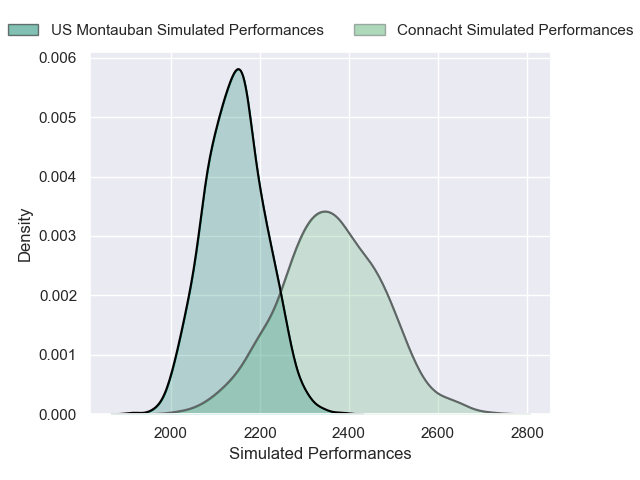 US Montauban Simulated Performances Connacht Simulated Performances
0.006
0.005
0.004
0.003
0.002
0.001
0.000
Density
2000 2200 2400 2600 2800
Simulated Performances